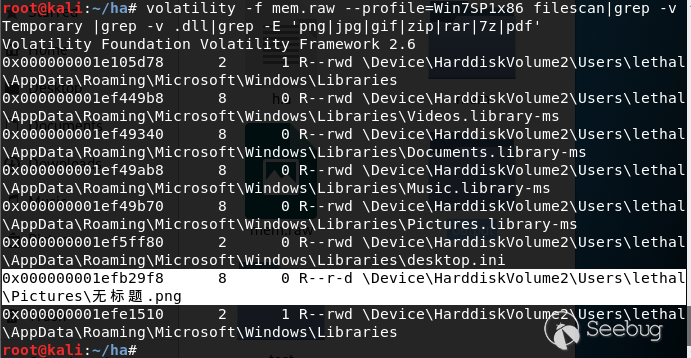 root@kali:~/ha# volatility -f mem.raw --profile=Win7SP1x86 filescan|grep -v
Temporary |grep -v .dll|grep -E 'png|jpg|gif|zip|rar|7z|pdf'
Volatility Foundation Volatility Framework 2.6
0x000000001e105d78      2      1 R--rwd \Device\HarddiskVolume2\Users\lethal
\AppData\Roaming\Microsoft\Windows\Libraries
0x000000001ef449b8      8      0 R--rwd \Device\HarddiskVolume2\Users\lethal
\AppData\Roaming\Microsoft\Windows\Libraries\Videos.library-ms
0x000000001ef49340      8      0 R--rwd \Device\HarddiskVolume2\Users\lethal
\AppData\Roaming\Microsoft\Windows\Libraries\Documents.library-ms
0x000000001ef49ab8      8      0 R--rwd \Device\HarddiskVolume2\Users\lethal
\AppData\Roaming\Microsoft\Windows\Libraries\Music.library-ms
0x000000001ef49b70      8      0 R--rwd \Device\HarddiskVolume2\Users\lethal
\AppData\Roaming\Microsoft\Windows\Libraries\Pictures.library-ms
0x000000001ef5ff80      2      0 R--rwd \Device\HarddiskVolume2\Users\lethal
\AppData\Roaming\Microsoft\Windows\Libraries\desktop.ini
0x000000001efb29f8      8      0 R--r-d \Device\HarddiskVolume2\Users\lethal
\Pictures\无标题.png
0x000000001efe1510      2      1 R--rwd \Device\HarddiskVolume2\Users\lethal
\AppData\Roaming\Microsoft\Windows\Libraries
root@kali:~/ha#
Seebug